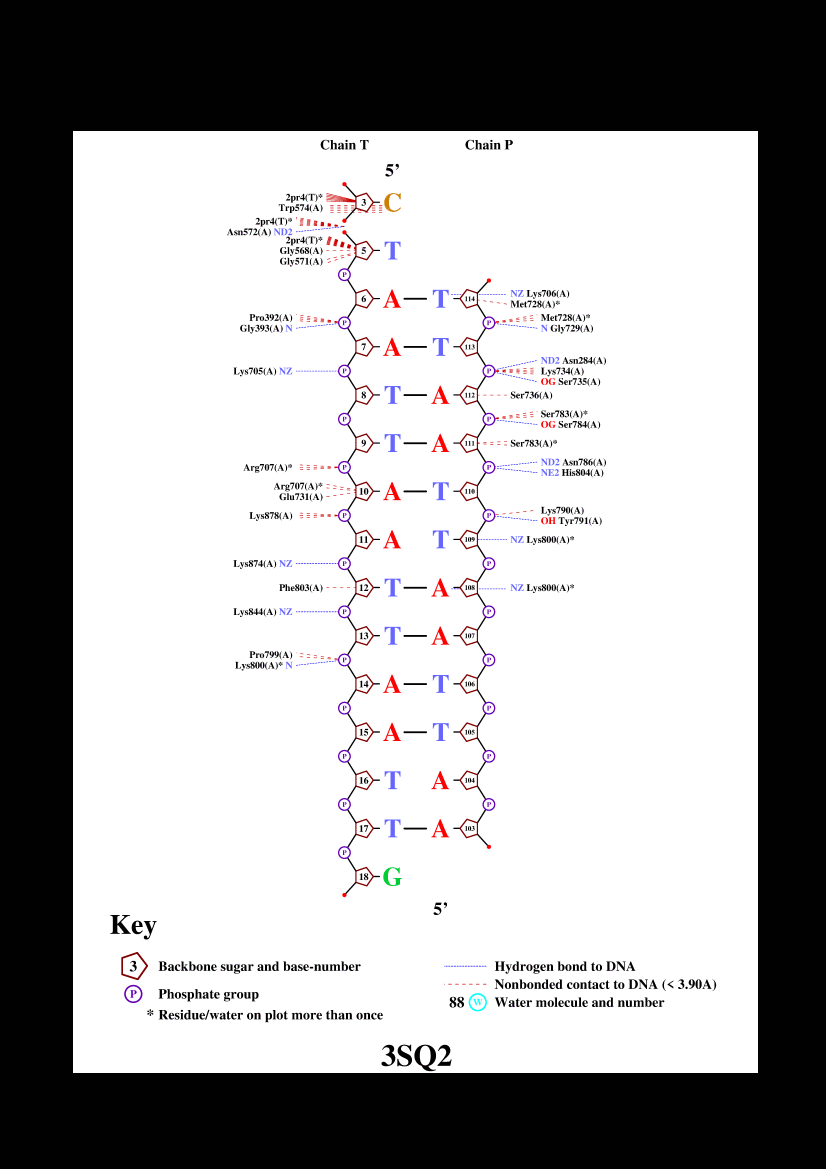 Chain T Chain P
5’
2pr4(T)*
Trp574(A)
3 C
2pr4(T)*
Asn572(A) ND2
2pr4(T)*
Gly568(A)
Gly571(A)
5 T
P
6 A T 114
NZ Lys706(A)
Met728(A)*
Pro392(A)
Gly393(A) N
P P
Met728(A)*
N Gly729(A)
7 A T 113
Lys705(A) NZ
P P
ND2 Asn284(A)
Lys734(A)
OG Ser735(A)
8 T A 112
Ser736(A)
P P
Ser783(A)*
OG Ser784(A)
9 T A 111
Ser783(A)*
Arg707(A)*
P P
ND2 Asn786(A)
NE2 His804(A)
Arg707(A)*
Glu731(A)
10 A T 110
Lys878(A)
P P
Lys790(A)
OH Tyr791(A)
11 A T 109
NZ Lys800(A)*
Lys874(A) NZ
P P
Phe803(A)
12 T A 108
NZ Lys800(A)*
Lys844(A) NZ
P P
13 T A 107
Pro799(A)
Lys800(A)* N
P P
14 A T 106
P P
15 A T 105
P P
16 T A 104
P P
17 T A 103
P
18 G
5’
Key
3 Backbone sugar and base-number
P Phosphate group
* Residue/water on plot more than once
Hydrogen bond to DNA
Nonbonded contact to DNA (< 3.90A)
88 W Water molecule and number
3SQ2